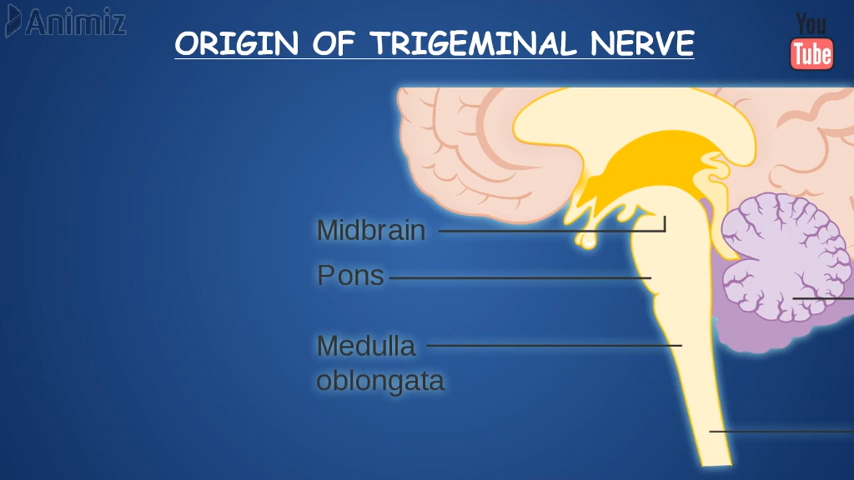 Animiz
ORIGIN OF TRIGEMINAL NERVE
You
Tube
Midbrain
Pons
Medulla
oblongata